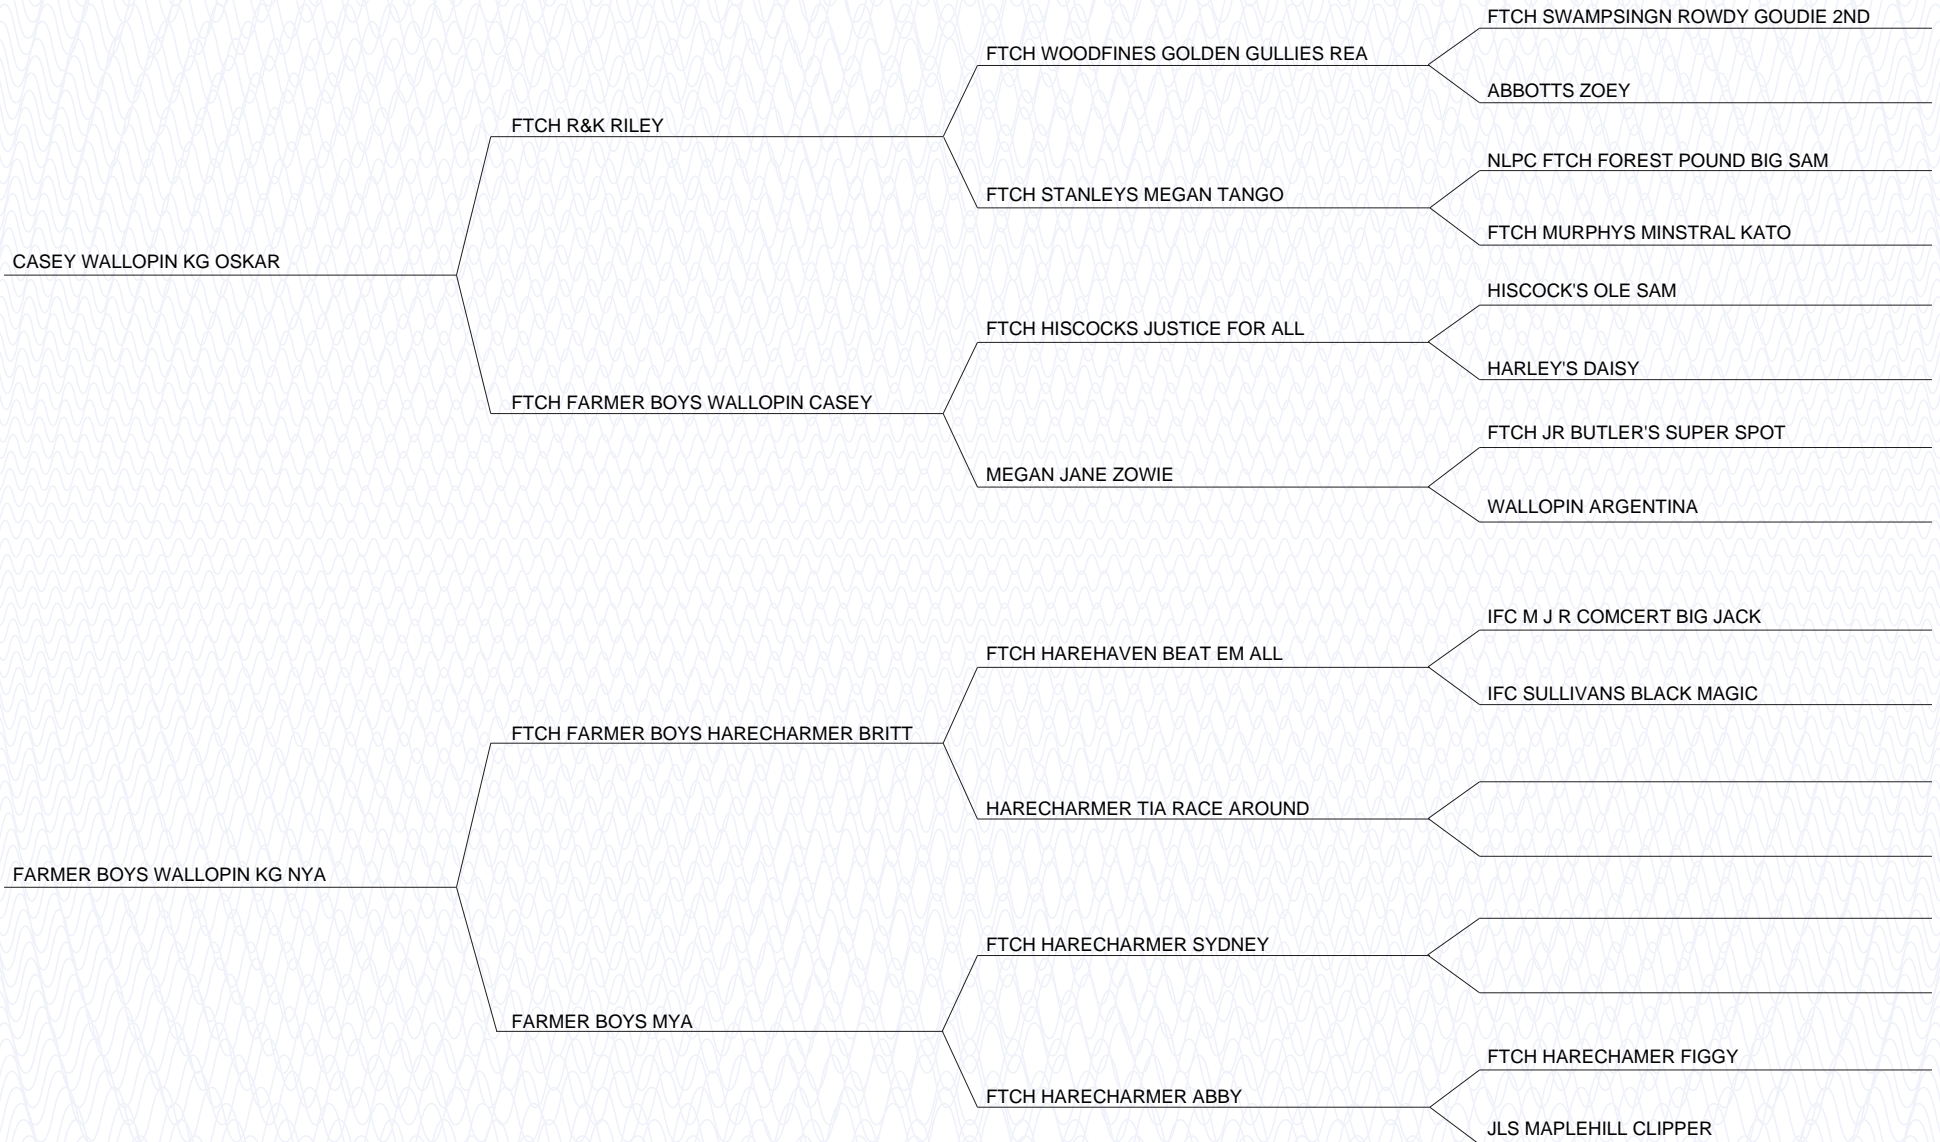 FTCH SWAMPSINGN ROWDY GOUDIE 2ND
FTCH WOODFINES GOLDEN GULLIES REA
ABBOTTS ZOEY
FTCH R&K RILEY
NLPC FTCH FOREST POUND BIG SAM
FTCH STANLEYS MEGAN TANGO
FTCH MURPHYS MINSTRAL KATO
CASEY WALLOPIN KG OSKAR
HISCOCK'S OLE SAM
FTCH HISCOCKS JUSTICE FOR ALL
HARLEY'S DAISY
FTCH FARMER BOYS WALLOPIN CASEY
FTCH JR BUTLER'S SUPER SPOT
MEGAN JANE ZOWIE
WALLOPIN ARGENTINA
IFC M J R COMCERT BIG JACK
FTCH HAREHAVEN BEAT EM ALL
IFC SULLIVANS BLACK MAGIC
FTCH FARMER BOYS HARECHARMER BRITT
HARECHARMER TIA RACE AROUND
FARMER BOYS WALLOPIN KG NYA
FTCH HARECHARMER SYDNEY
FARMER BOYS MYA
FTCH HARECHAMER FIGGY
FTCH HARECHARMER ABBY
JLS MAPLEHILL CLIPPER